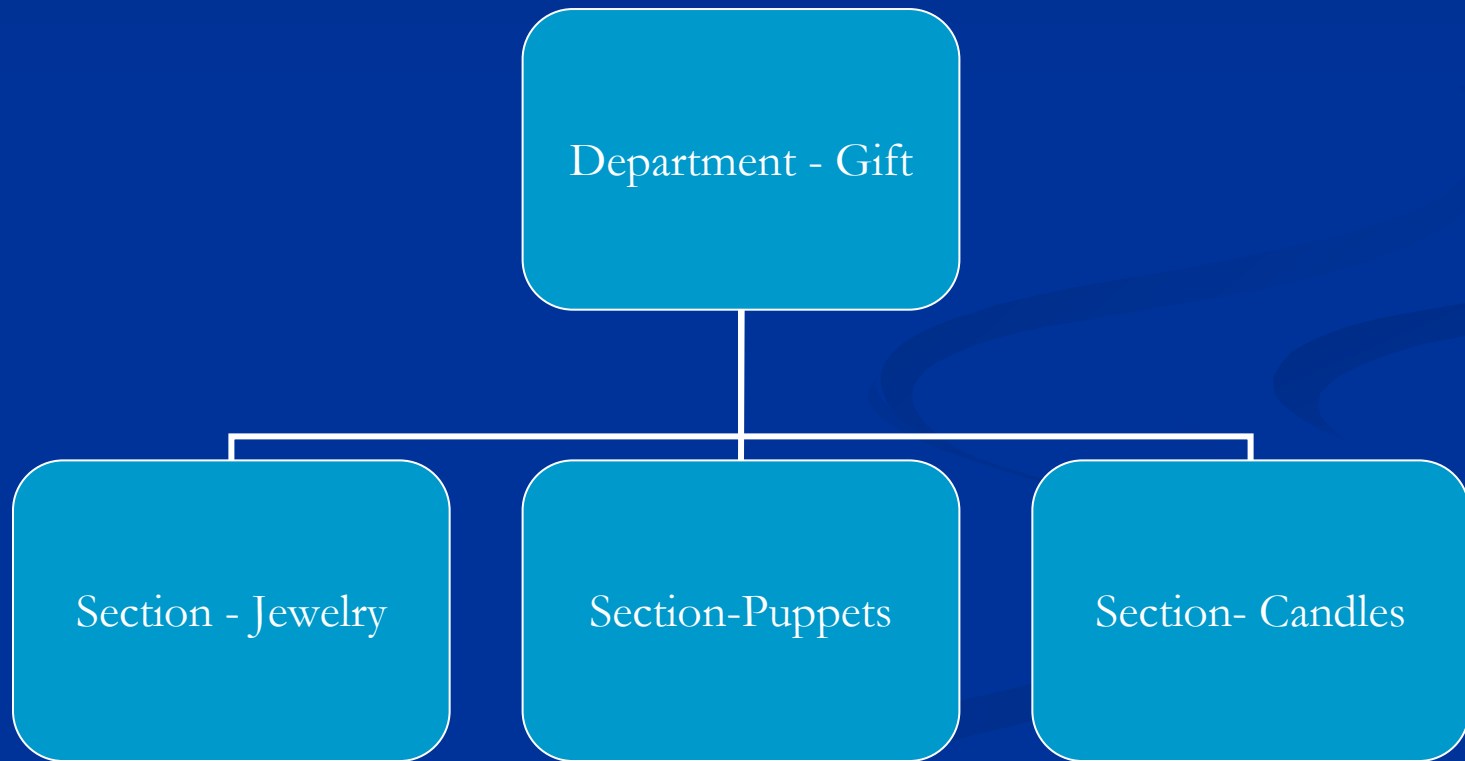 Department - Gift
Section - Jewelry
Section-Puppets
Section- Candles